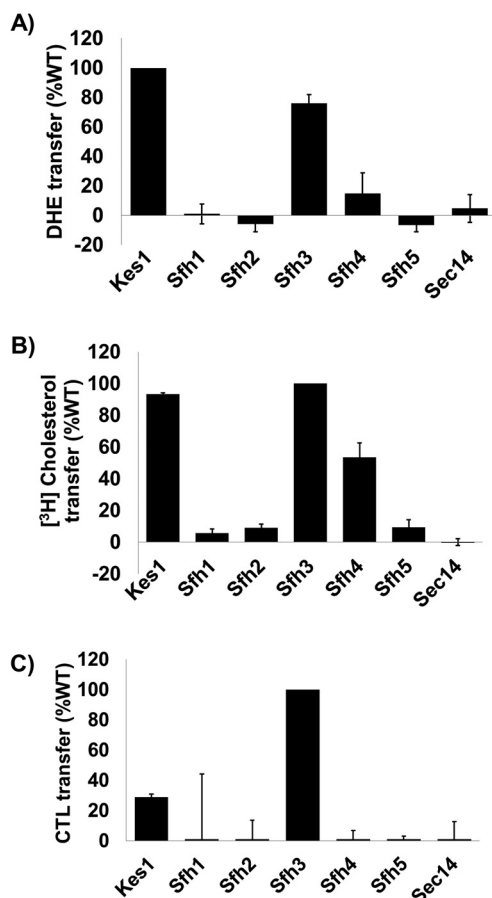 A)
DHE transfer (%WT)
120
100
80
60
40
20
0
-20
Kes1
Sfh1
Sfh2
Sfh3
Sfh4
Sfh5
Sec14
B)
[³H] Cholesterol
transfer (%WT)
120
100
80
60
40
20
0
-20
Kes1
Sfh1
Sfh2
Sfh3
Sfh4
Sfh5
Sec14
C)
CTL transfer (%WT)
120
100
80
60
40
20
0
Kes1
Sfh1
Sfh2
Sfh3
Sfh4
Sfh5
Sec14